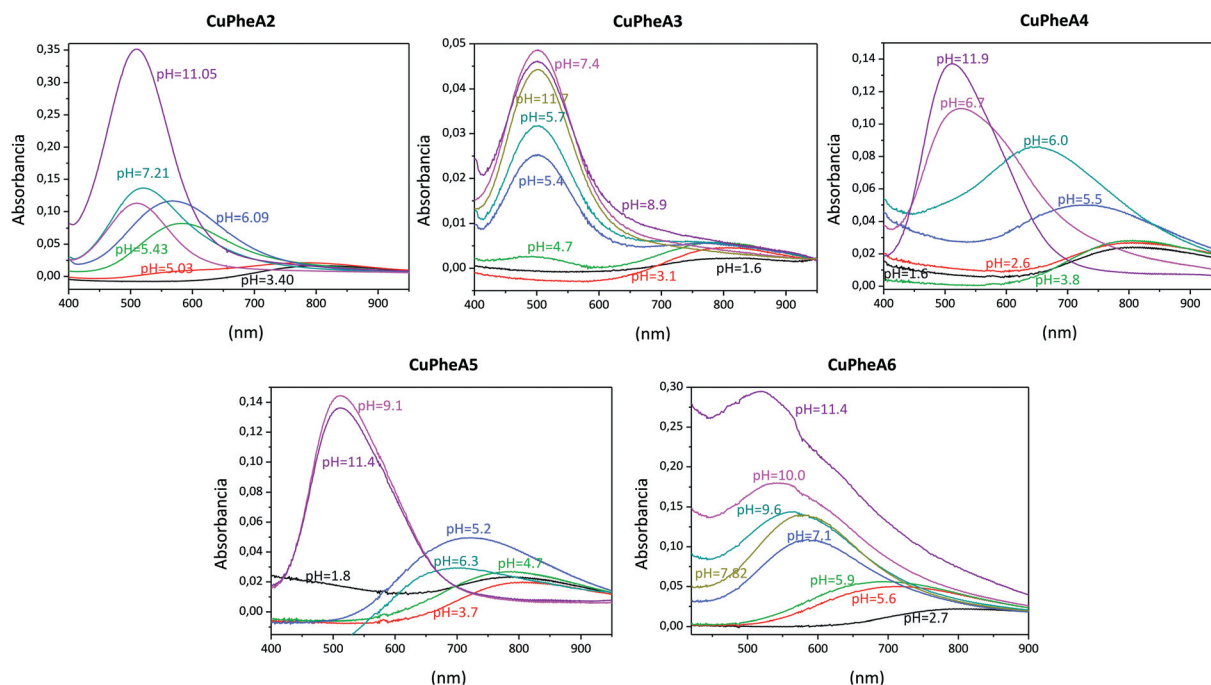 CuPheA2
0,35
0,30
0,25
0,20
0,15
0,10
0,05
0,00
Absorbancia
pH=11.05
pH=7.21
pH=6.09
pH=5.43
pH=5.03
pH=3.40
400 500 600 700 800 900
(nm)
CuPheA3
0,05
0,04
0,03
0,02
0,01
0,00
Absorbancia
pH=7.4
pH=11.7
pH=5.7
pH=5.4
pH=8.9
pH=4.7
pH=3.1
pH=1.6
400 500 600 700 800 900
(nm)
CuPheA4
0,14
0,12
0,10
0,08
0,06
0,04
0,02
0,00
Absorbancia
pH=11.9
pH=6.7
pH=6.0
pH=5.5
pH=2.6
pH=1.6
pH=3.8
400 500 600 700 800 900
(nm)
CuPheA5
0,14
0,12
0,10
0,08
0,06
0,04
0,02
0,00
Absorbancia
pH=9.1
pH=11.4
pH=5.2
pH=6.3
pH=4.7
pH=1.8
pH=3.7
400 500 600 700 800 900
(nm)
CuPheA6
0,30
0,25
0,20
0,15
0,10
0,05
0,00
Absorbancia
pH=11.4
pH=10.0
pH=9.6
pH=7.1
pH=7.82
pH=5.9
pH=5.6
pH=2.7
500 600 700 800 900
(nm)